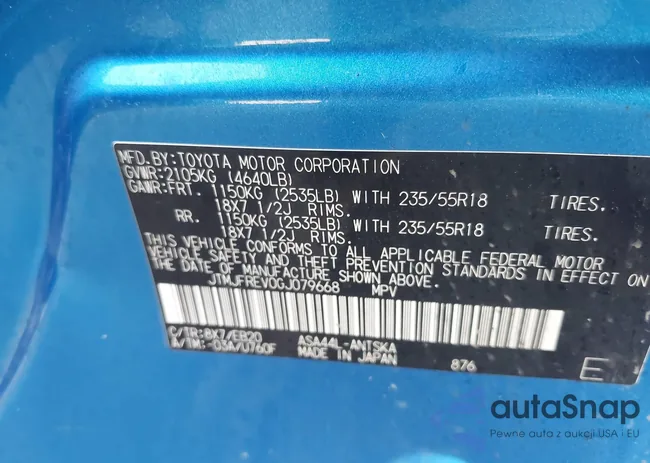 MFD.BY:TOYOTA MOTOR CORPORATION
GVWR:2105KG (4640LB)
GAWR:FRT. 1150KG (2535LB) WITH 235/55R18 TIRES.
18X7 1/2J RIMS.
RR. 1150KG (2535LB) WITH 235/55R18 TIRES.
18X7 1/2J RIMS.
THIS VEHICLE CONFORMS TO ALL APPLICABLE FEDERAL MOTOR
VEHICLE SAFETY AND THEFT PREVENTION STANDARDS IN EFFECT ON
THE DATE OF MANUFACTURE SHOWN ABOVE.
JTMJFREV0GJ079668 MPV
C/TR:8X7/EB20 ASA44L-ANTSKA
A/TM:-03A/U760F MADE IN JAPAN 876 E
autaSnap
Pewne auta z aukcji USA i EU